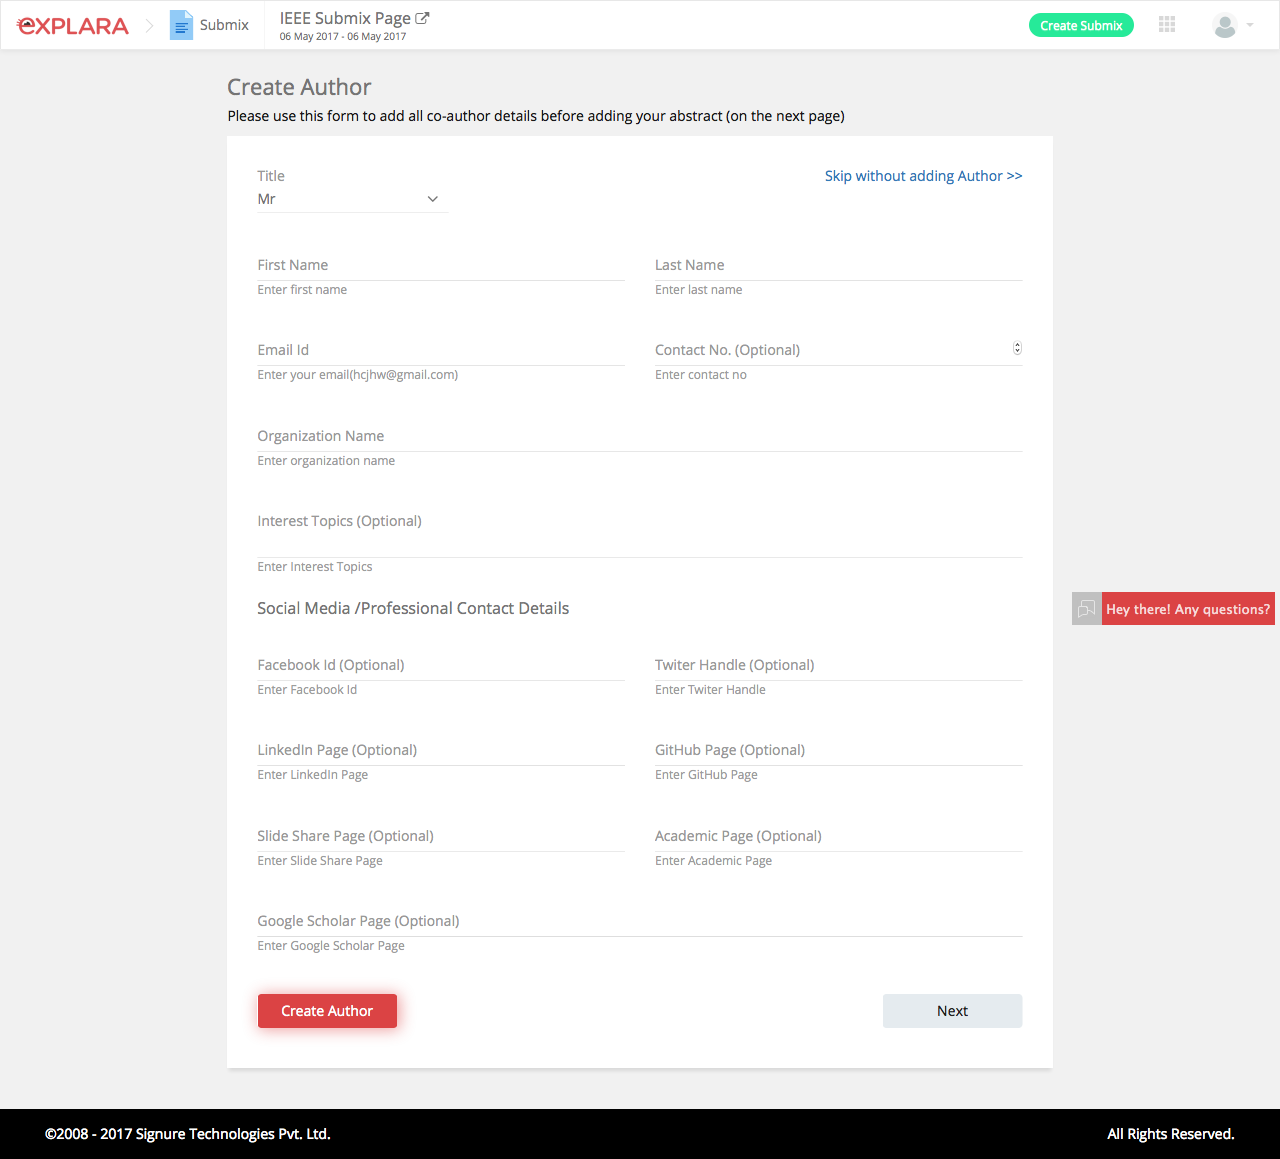 eXPLARA
Submix
IEEE Submix Page
06 May 2017 - 06 May 2017
Create Submix
Create Author
Please use this form to add all co-author details before adding your abstract (on the next page)
Title
Skip without adding Author >>
Mr
First Name
Last Name
Enter first name
Enter last name
Email Id
Contact No. (Optional)
Enter your email(hcjhw@gmail.com)
Enter contact no
Organization Name
Enter organization name
Interest Topics (Optional)
Enter Interest Topics
Social Media /Professional Contact Details
Hey there! Any questions?
Facebook Id (Optional)
Twiter Handle (Optional)
Enter Facebook Id
Enter Twiter Handle
LinkedIn Page (Optional)
GitHub Page (Optional)
Enter LinkedIn Page
Enter GitHub Page
Slide Share Page (Optional)
Academic Page (Optional)
Enter Slide Share Page
Enter Academic Page
Google Scholar Page (Optional)
Enter Google Scholar Page
Create Author
Next
©2008 - 2017 Signure Technologies Pvt. Ltd.
All Rights Reserved.